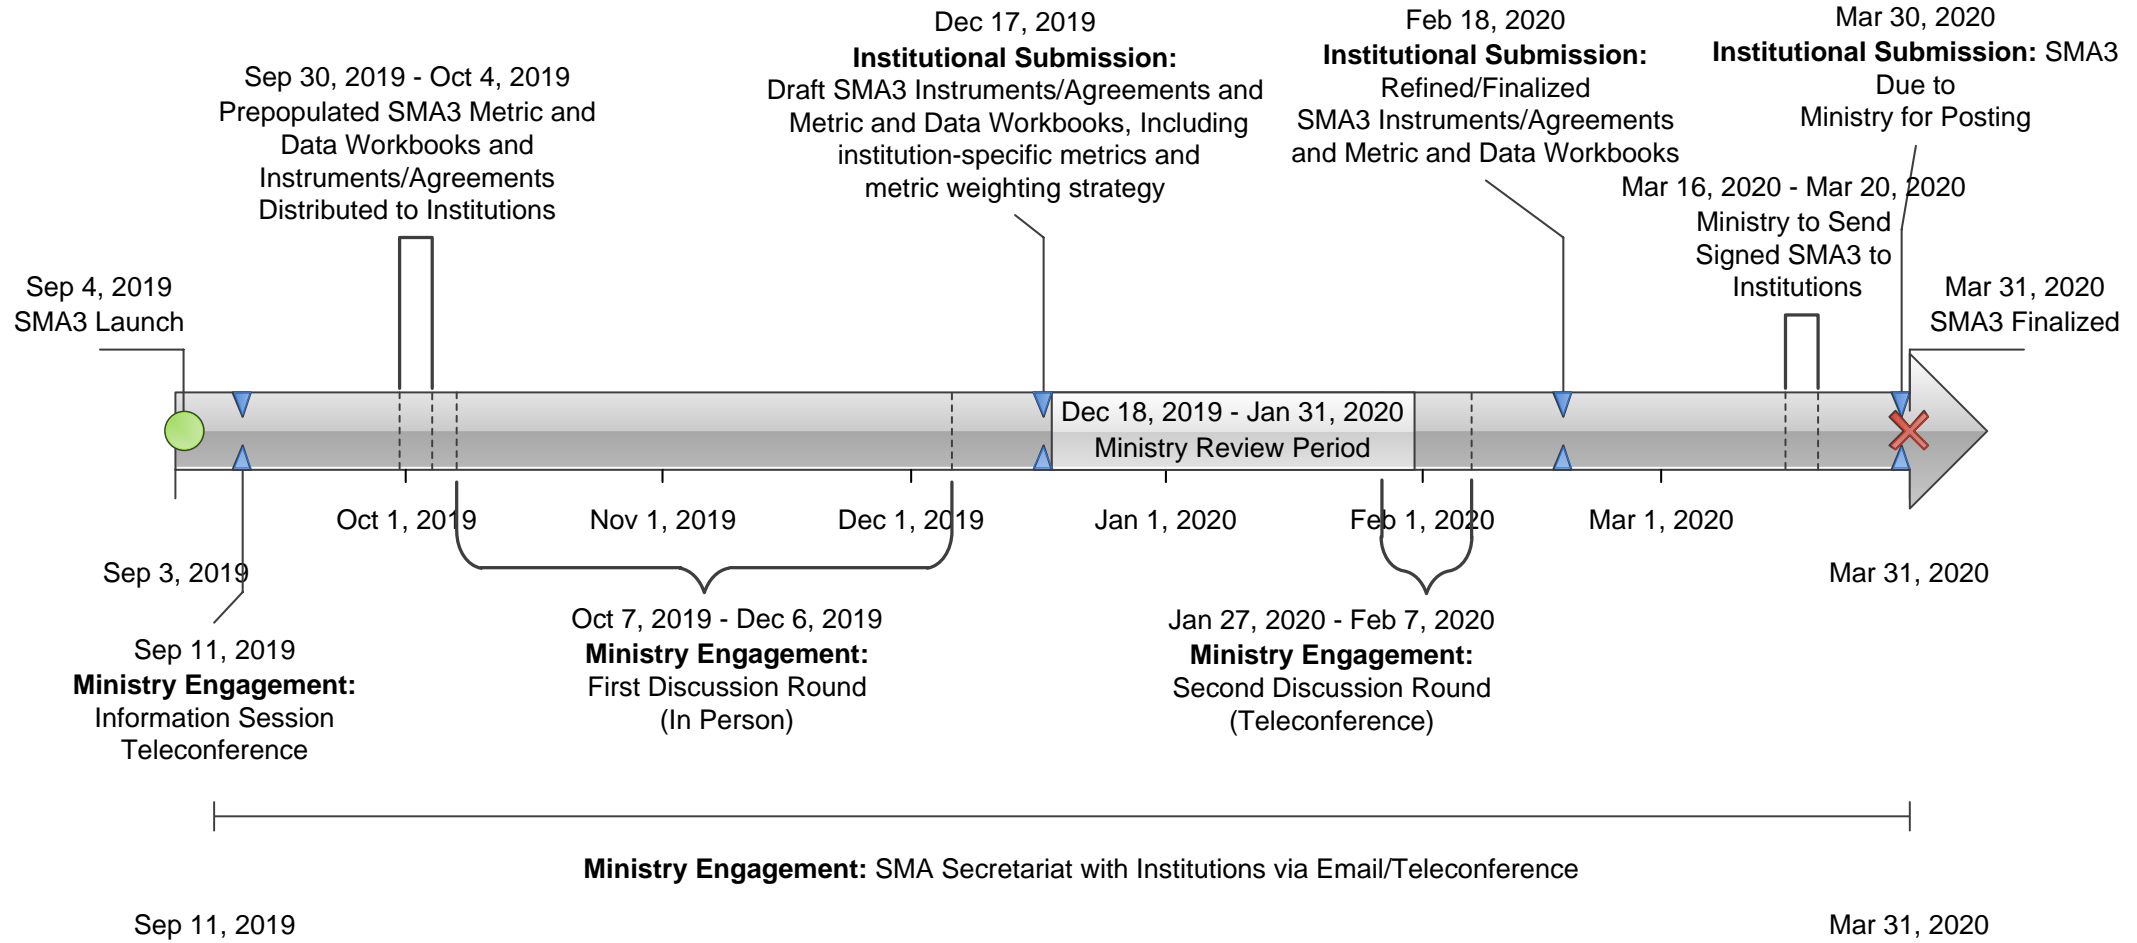 Dec 17, 2019
Institutional Submission:
Draft SMA3 Instruments/Agreements and
Metric and Data Workbooks, Including
institution-specific metrics and
metric weighting strategy
Feb 18, 2020
Institutional Submission:
Refined/Finalized
SMA3 Instruments/Agreements
and Metric and Data Workbooks
Mar 30, 2020
Institutional Submission: SMA3
Due to
Ministry for Posting
Sep 30, 2019 - Oct 4, 2019
Prepopulated SMA3 Metric and
Data Workbooks and
Instruments/Agreements
Distributed to Institutions
Mar 16, 2020 - Mar 20, 2020
Ministry to Send
Signed SMA3 to
Institutions
Sep 4, 2019
SMA3 Launch
Mar 31, 2020
SMA3 Finalized
Dec 18, 2019 - Jan 31, 2020
Ministry Review Period
Oct 1, 2019
Nov 1, 2019
Dec 1, 2019
Jan 1, 2020
Feb 1, 2020
Mar 1, 2020
Sep 3, 2019
Mar 31, 2020
Sep 11, 2019
Ministry Engagement:
Information Session
Teleconference
Oct 7, 2019 - Dec 6, 2019
Ministry Engagement:
First Discussion Round
(In Person)
Jan 27, 2020 - Feb 7, 2020
Ministry Engagement:
Second Discussion Round
(Teleconference)
Ministry Engagement: SMA Secretariat with Institutions via Email/Teleconference
Sep 11, 2019
Mar 31, 2020